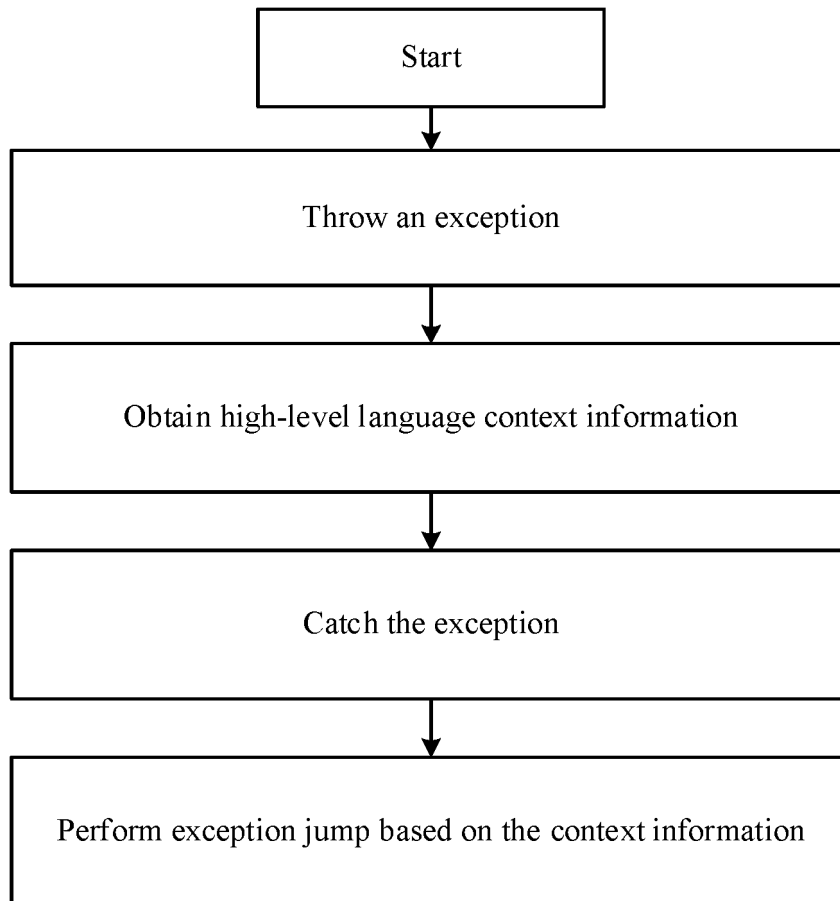 Start
Throw an exception
Obtain high-level language context information
Catch the exception
Perform exception jump based on the context information